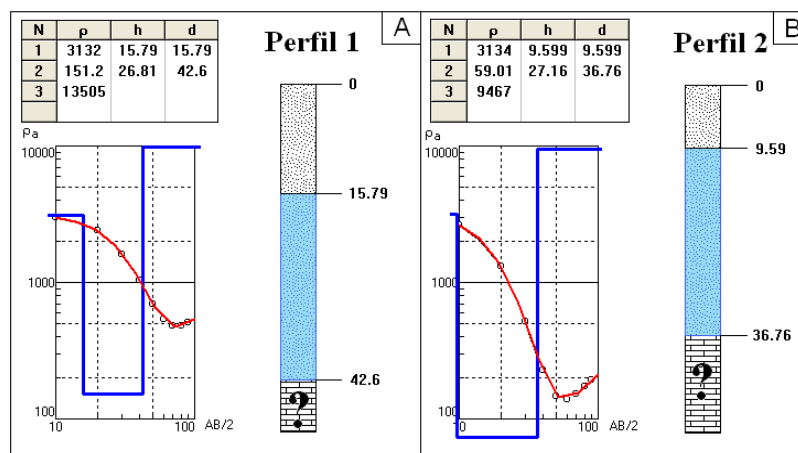 A
N ρ h d
1 3132 15.79 15.79
2 151.2 26.81 42.6
3 13505
Perfil 1
0
15.79
42.6
?
ρa
10000
1000
100
10 100 AB/2
B
N ρ h d
1 3134 9.599 9.599
2 59.01 27.16 36.76
3 9467
Perfil 2
0
9.59
36.76
?
ρa
10000
1000
100
10 100 AB/2